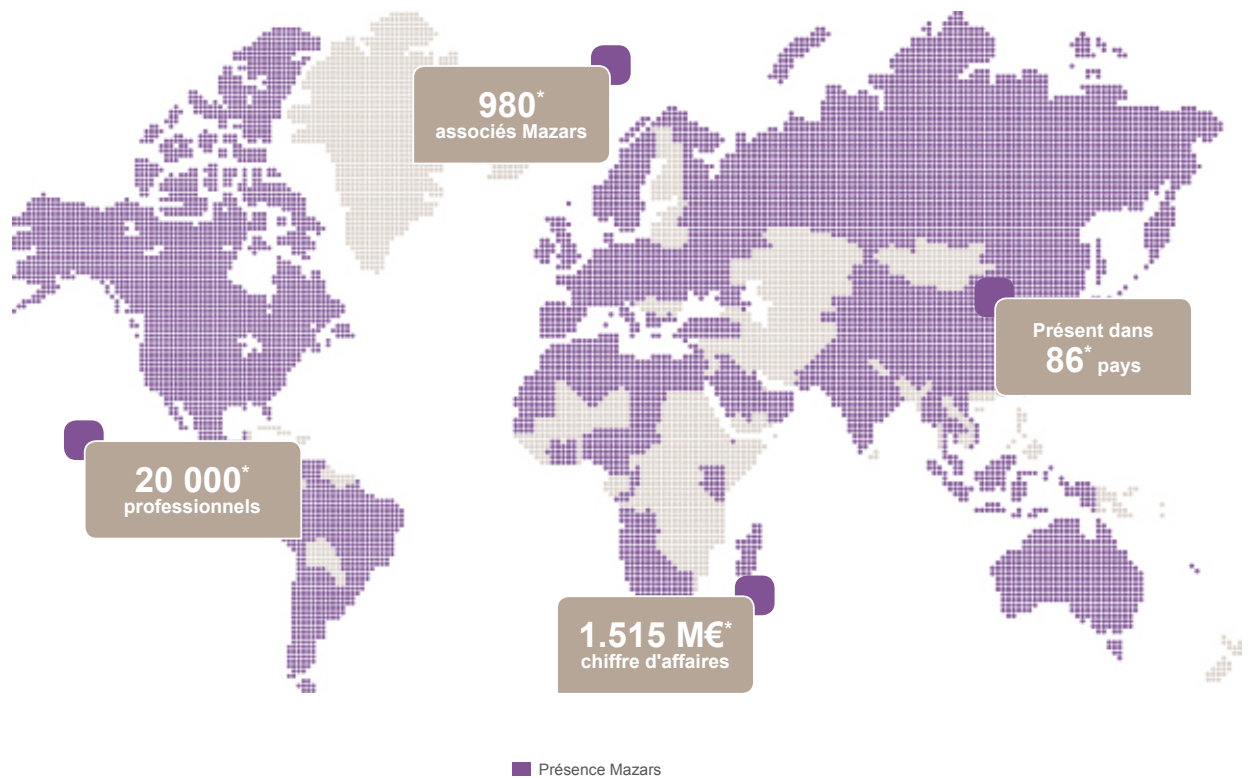 980*
associés Mazars
Présent dans
86* pays
20 000*
professionnels
1.515 M€*
chiffre d'affaires
Présence Mazars